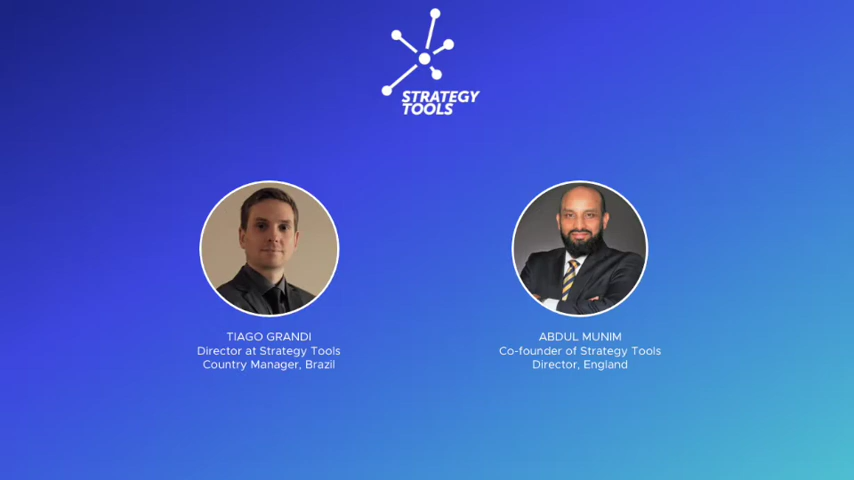 STRATEGY
TOOLS
TIAGO GRANDI
Director at Strategy Tools
Country Manager, Brazil
ABDUL MUNIM
Co-founder of Strategy Tools
Director, England